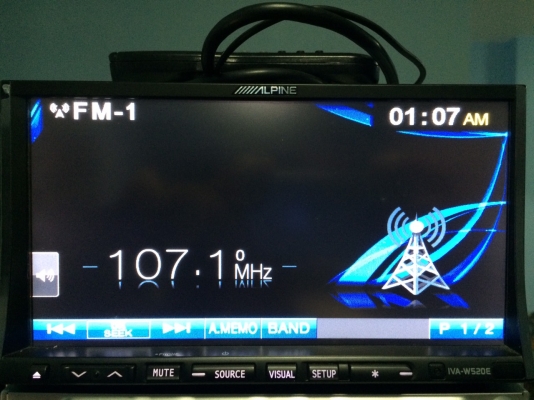 ALPINE
FM-1 01:07 AM
107.1 MHz
SEEK A.MEMO BAND P 1/2
MUTE SOURCE VISUAL SETUP * IVA-W520E